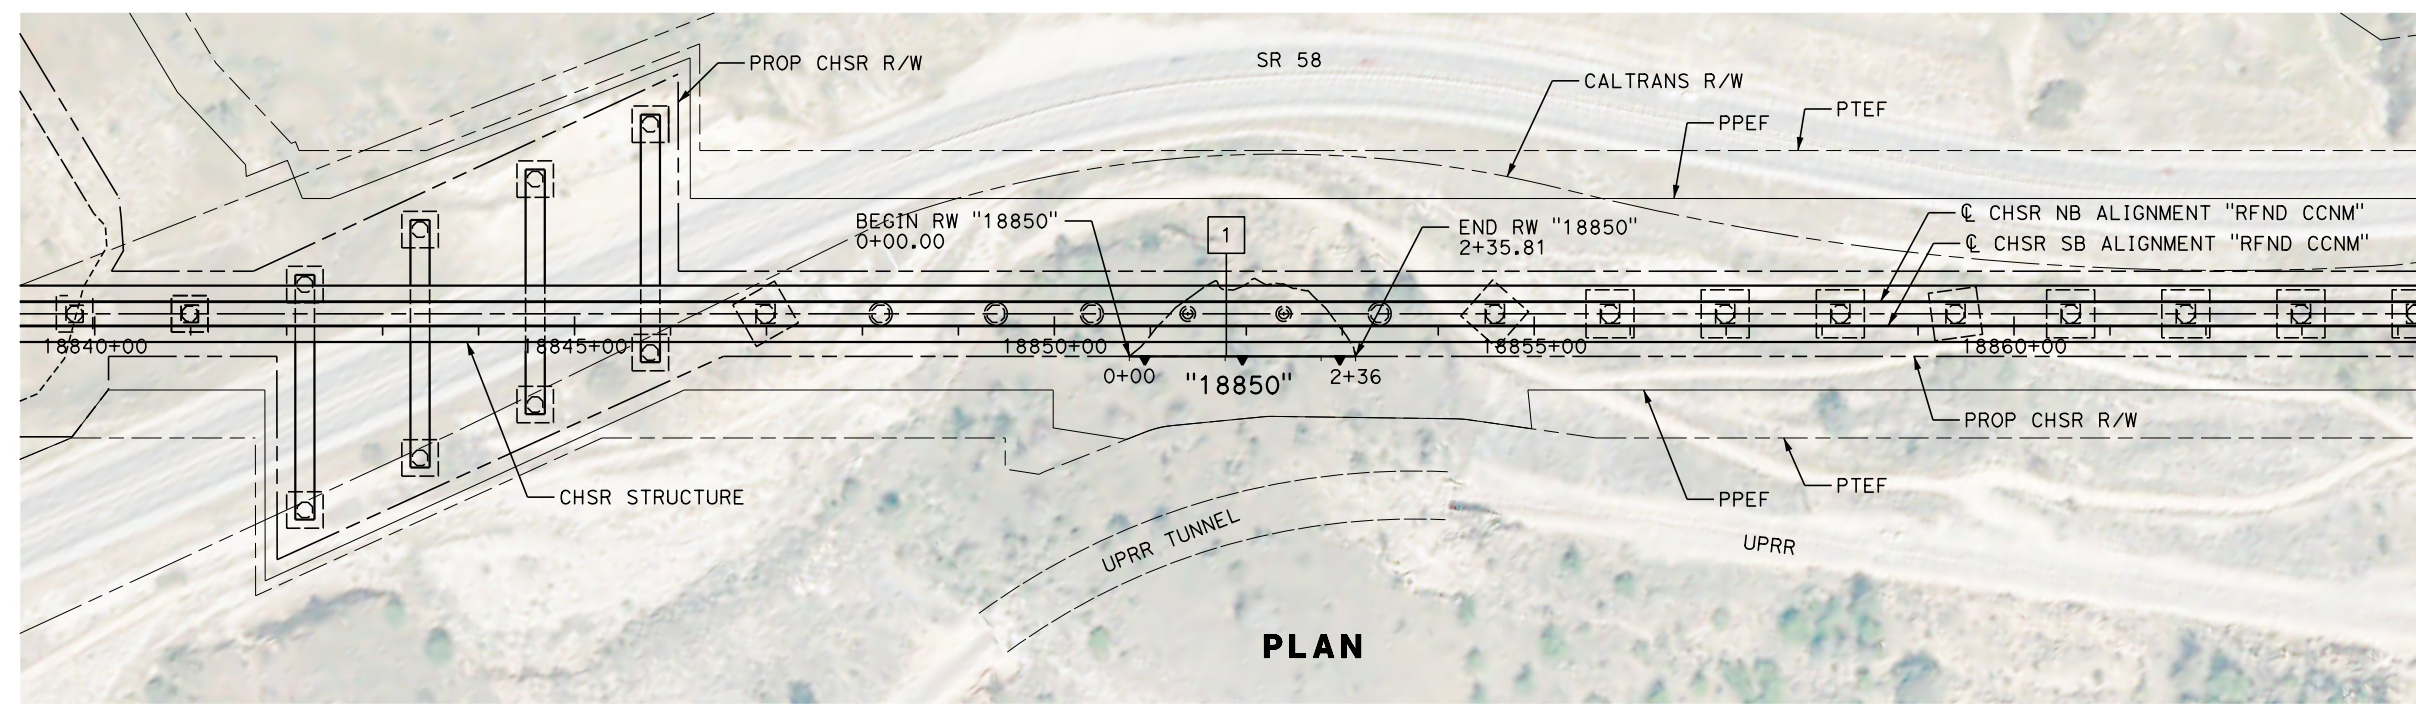 PROP CHSR R/W
SR 58
CALTRANS R/W
PTEF
PPEF
BEGIN RW "18850"
0+00.00
1
END RW "18850"
2+35.81
℄ CHSR NB ALIGNMENT "RFND CCNM"
℄ CHSR SB ALIGNMENT "RFND CCNM"
18840+00
18845+00
18850+00
18855+00
18860+00
0+00
"18850"
2+36
PROP CHSR R/W
CHSR STRUCTURE
PPEF
PTEF
UPRR TUNNEL
UPRR
PLAN